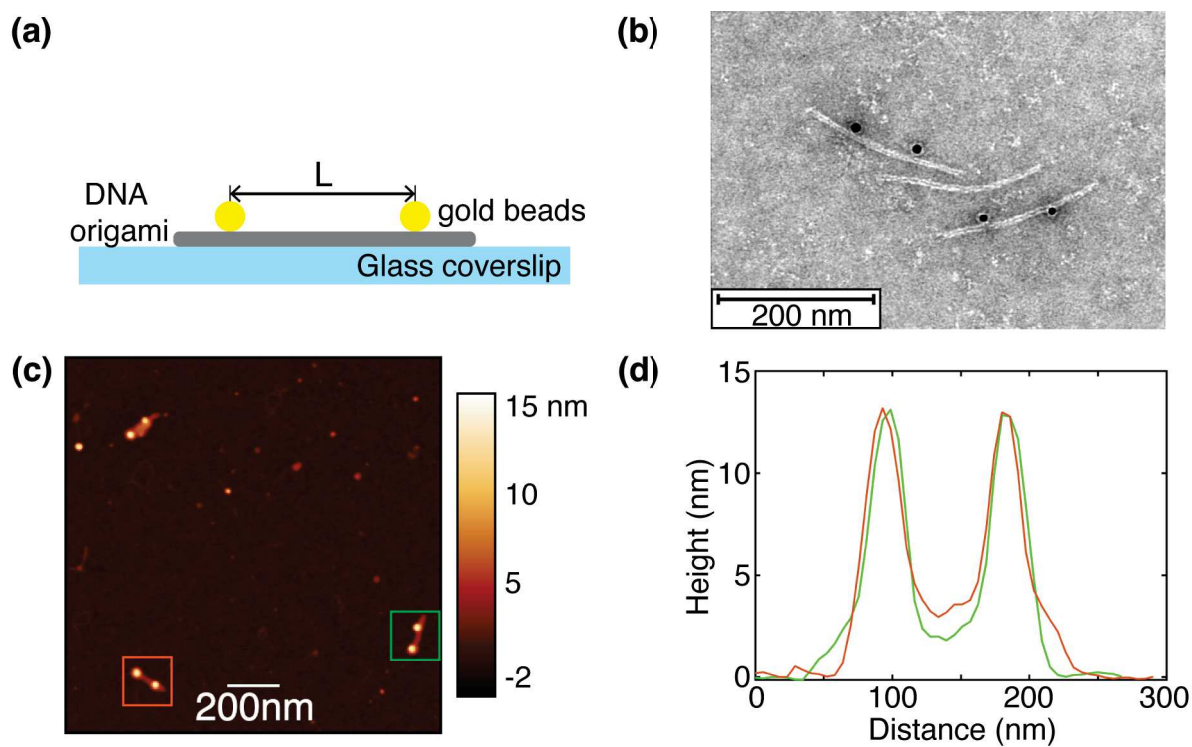 (a)
L
DNA
origami
gold beads
Glass coverslip
(b)
200 nm
(c)
15 nm
10
5
-2
200nm
(d)
15
10
5
0
0
100
200
300
Height (nm)
Distance (nm)